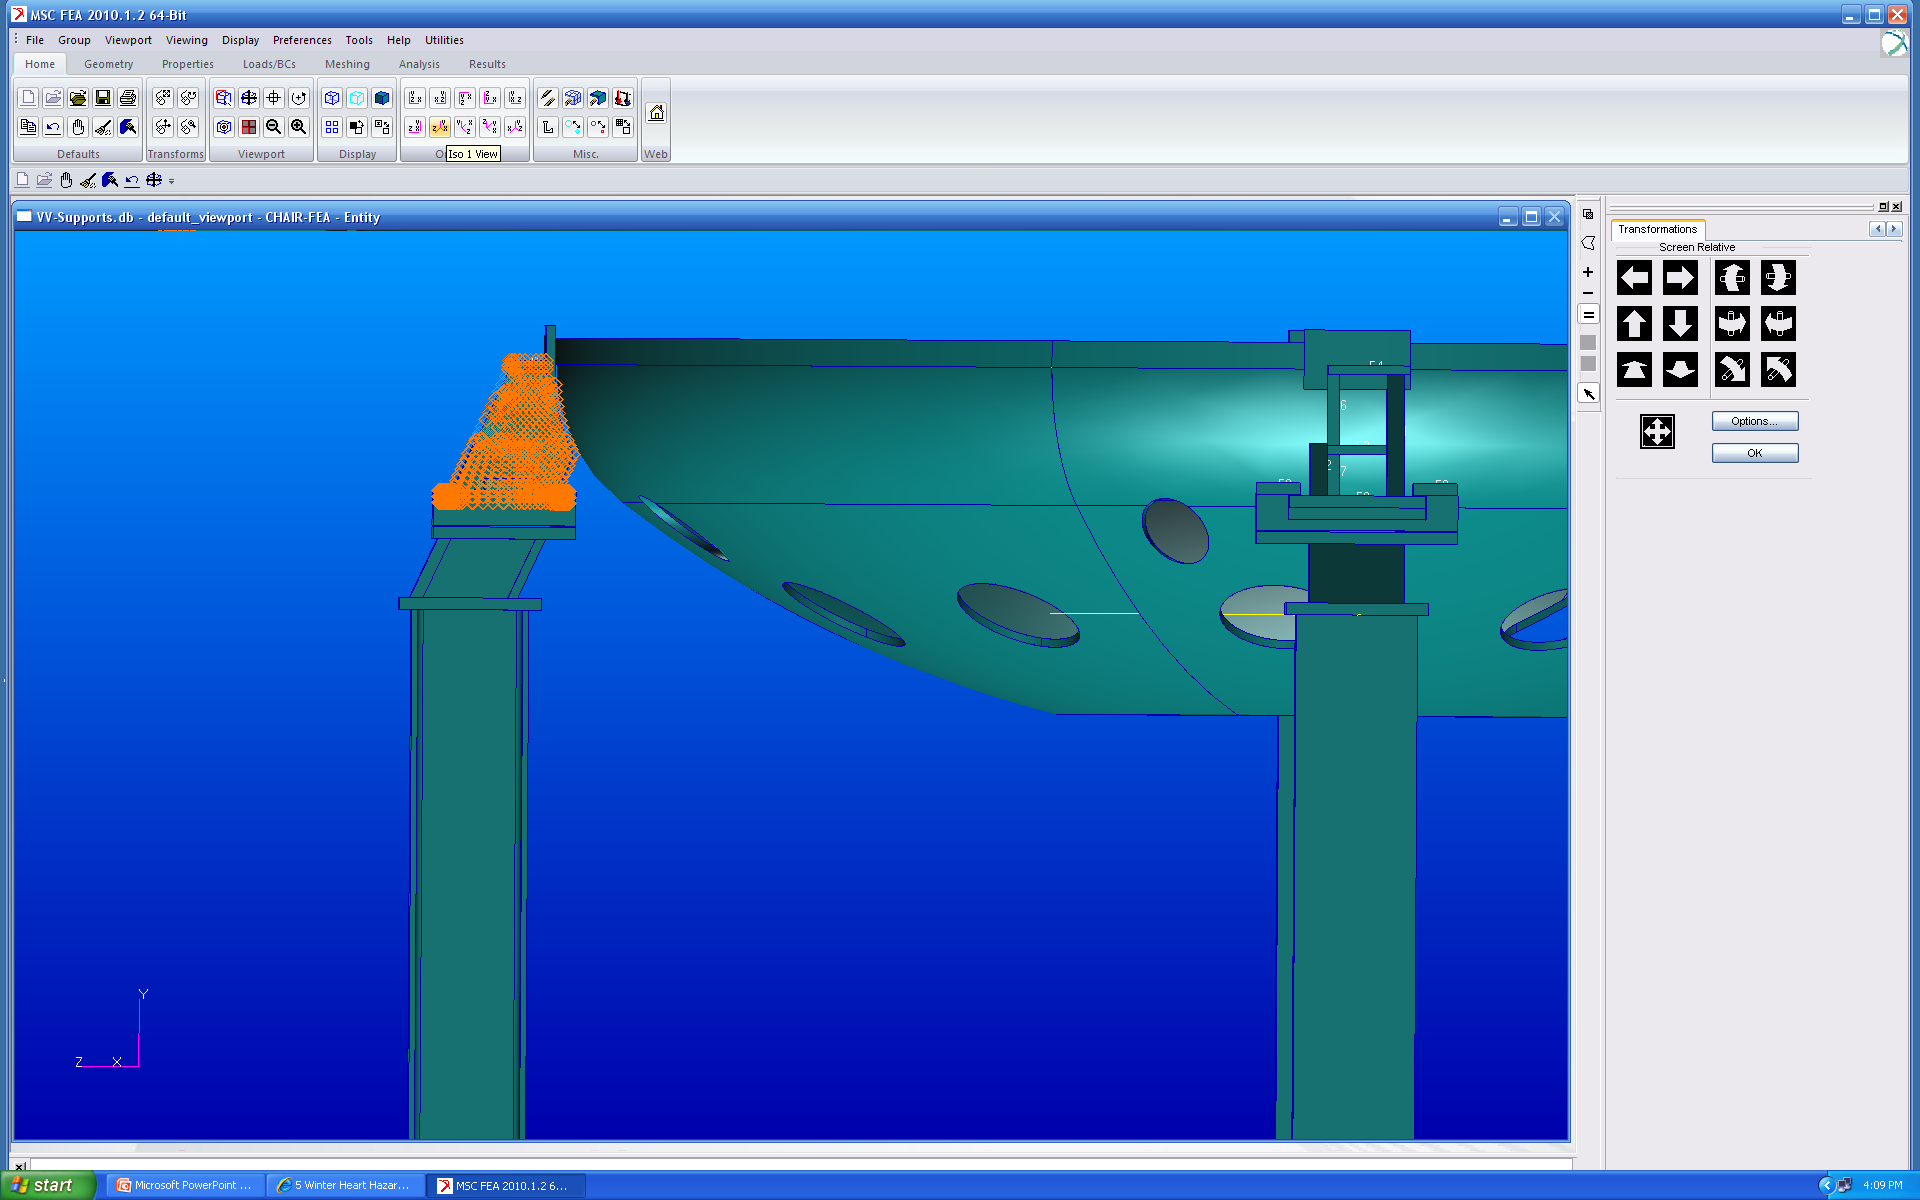 MSC FEA 2010.1.2 64-Bit
File Group Viewport Viewing Display Preferences Tools Help Utilities
Home Geometry Properties Loads/BCs Meshing Analysis Results
Defaults Transforms Viewport Display Misc. Web
Iso 1 View
VV-Supports.db - default_viewport - CHAIR-FEA - Entity
Transformations
Screen Relative
Options...
OK
6
7
Y
Z X
start
Microsoft PowerPoint ...
5 Winter Heart Hazar...
MSC FEA 2010.1.2 6...
4:09 PM